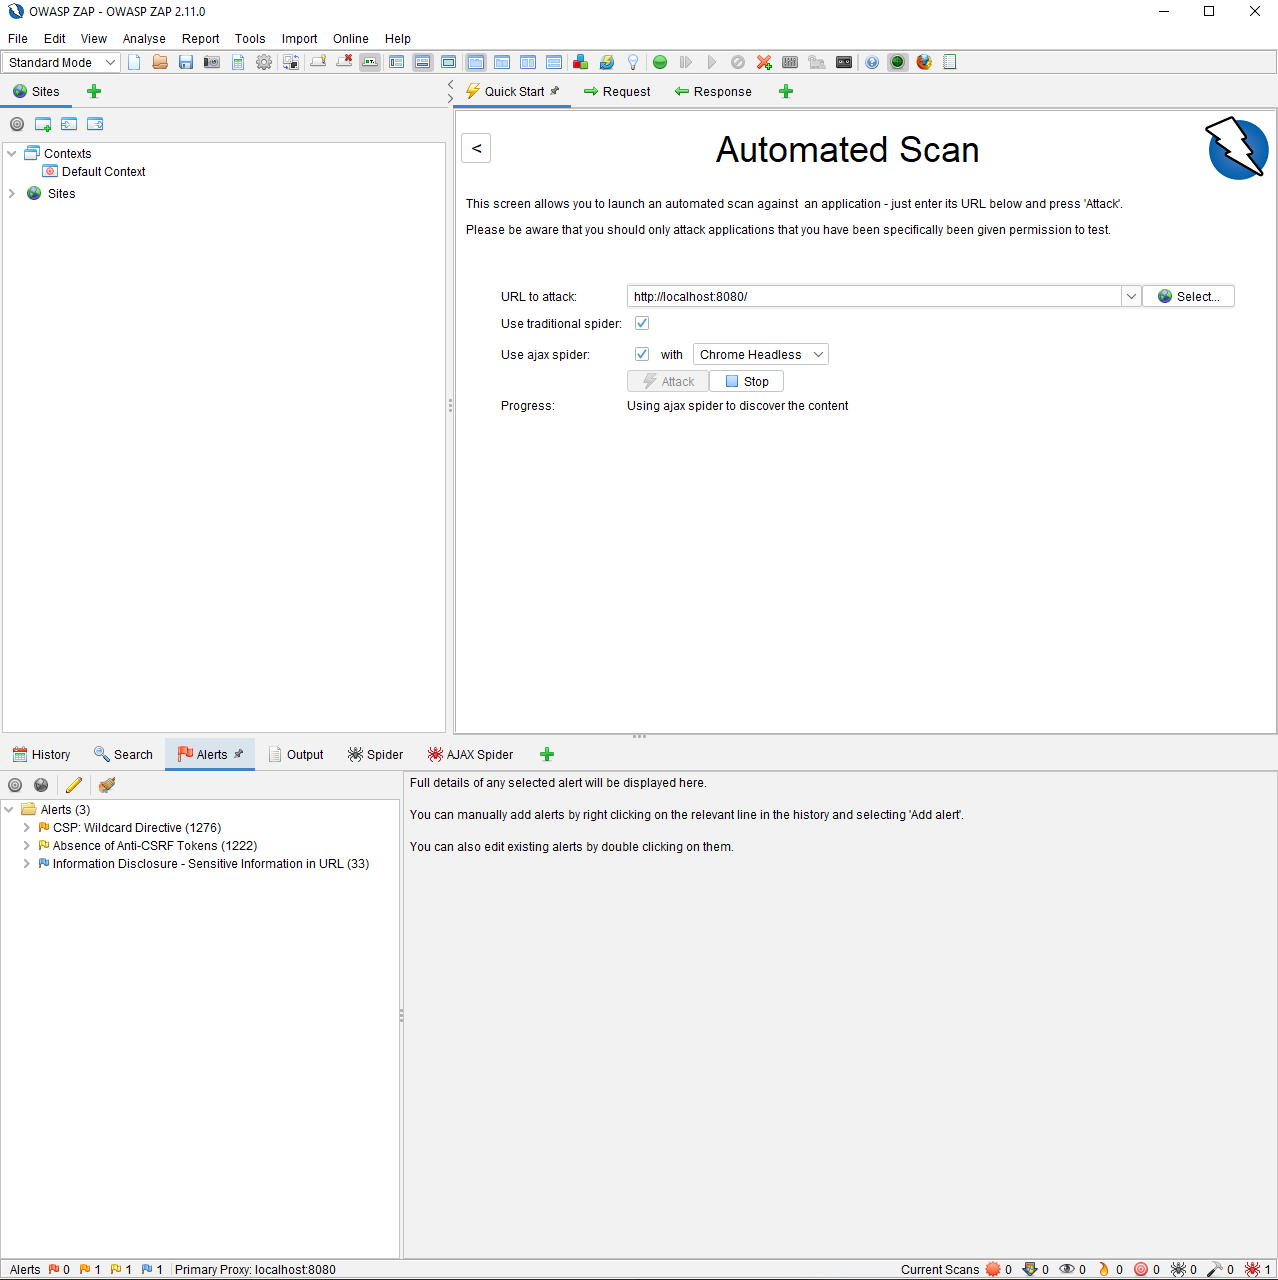 OWASP ZAP - OWASP ZAP 2.11.0
File Edit View Analyse Report Tools Import Online Help
Standard Mode
Sites
Quick Start Request Response
Contexts
Default Context
Sites
<
Automated Scan
This screen allows you to launch an automated scan against  an application - just enter its URL below and press 'Attack'.
Please be aware that you should only attack applications that you have been specifically been given permission to test.
URL to attack: http://localhost:8080/ Select...
Use traditional spider:
Use ajax spider: with Chrome Headless
Attack Stop
Progress: Using ajax spider to discover the content
History Search Alerts Output Spider AJAX Spider
Alerts (3)
CSP: Wildcard Directive (1276)
Absence of Anti-CSRF Tokens (1222)
Information Disclosure - Sensitive Information in URL (33)
Full details of any selected alert will be displayed here.
You can manually add alerts by right clicking on the relevant line in the history and selecting 'Add alert'.
You can also edit existing alerts by double clicking on them.
Alerts 0 1 1 1 Primary Proxy: localhost:8080 Current Scans 0 0 0 0 0 0 0 1